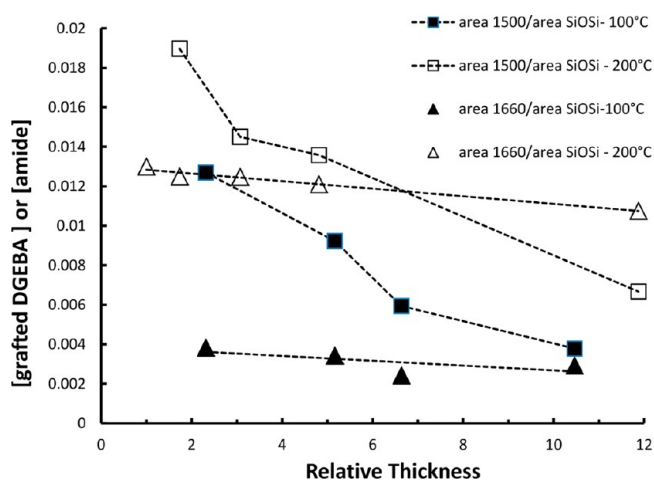 area 1500/area SiOSi- 100°C
area 1500/area SiOSi - 200°C
area 1660/area SiOSi-100°C
area 1660/area SiOSi - 200°C
[grafted DGEBA ] or [amide]
0.02
0.018
0.016
0.014
0.012
0.01
0.008
0.006
0.004
0.002
0
0 2 4 6 8 10 12
Relative Thickness